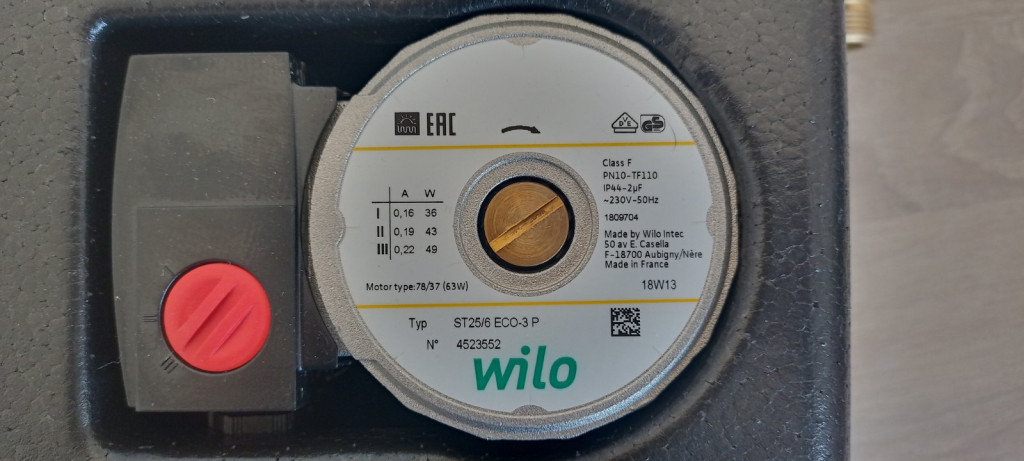 EAC
VDE GS
A W
I 0,16 36
II 0,19 43
III 0,22 49
Class F
PN10-TF110
IP44-2µF
~230V-50Hz
1809704
Made by Wilo Intec
50 av E. Casella
F-18700 Aubigny/Nère
Made in France
Motor type:78/37 (63W)
18W13
Typ ST25/6 ECO-3 P
N° 4523552
wilo